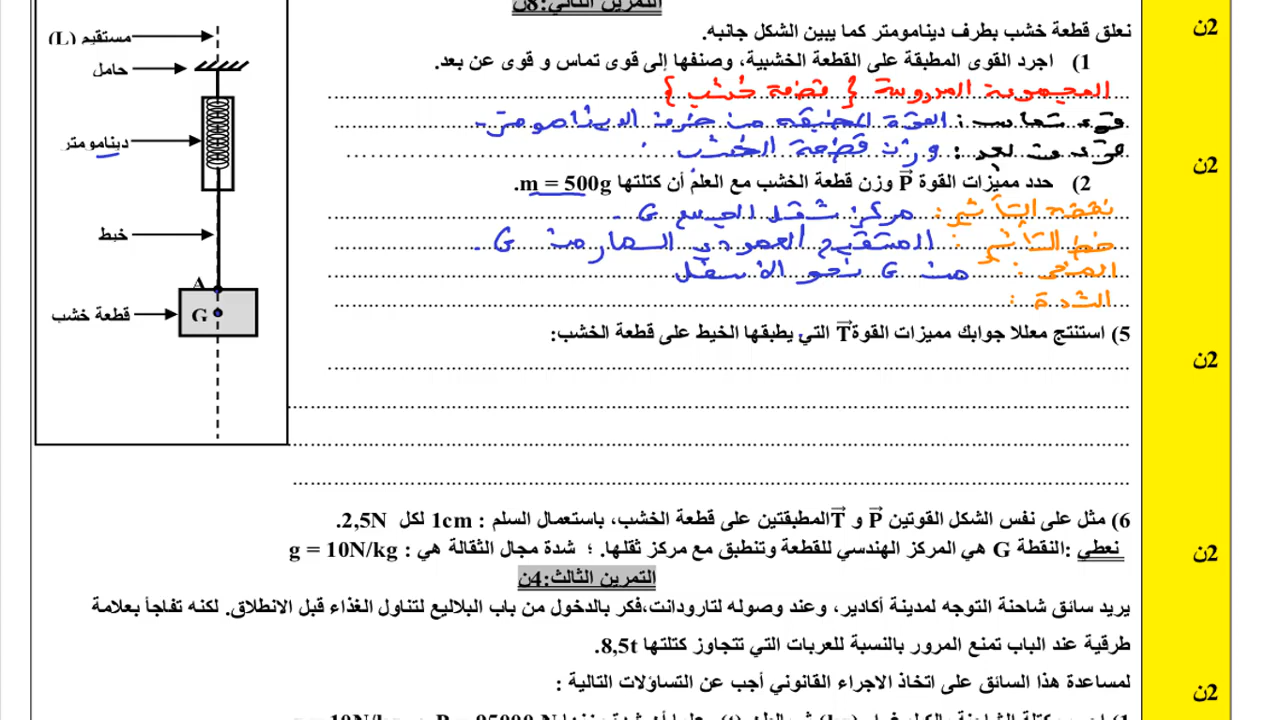 التمرين الثاني:8ن
2ن
نعلق قطعة خشب بطرف دينامومتر كما يبين الشكل جانبه.
1) اجرد القوى المطبقة على القطعة الخشبية، وصنفها إلى قوى تماس و قوى عن بعد.
المجموعة المدروسة { قطعة خشب }
قوى تماس : القوة المطبقة من طرف الدينامومتر.
قوى عن بعد : وزن قطعة الخشب
2ن
2) حدد مميزات القوة P وزن قطعة الخشب مع العلم أن كتلتها m = 500g.
نقطة التأثير : مركز ثقل الجسم G.
خط التأثير : المستقيم العمودي المار من G.
المنحى : من G نحو الأسفل
الشدة :
2ن
5) استنتج معللا جوابك مميزات القوة T التي يطبقها الخيط على قطعة الخشب:
مستقيم (L)
حامل
دينامومتر
خيط
A
قطعة خشب
G
6) مثل على نفس الشكل القوتين P و T المطبقتين على قطعة الخشب، باستعمال السلم : 1cm لكل 2,5N.
2ن
نعطي :النقطة G هي المركز الهندسي للقطعة وتنطبق مع مركز ثقلها. ؛ شدة مجال الثقالة هي : g = 10N/kg
التمرين الثالث:4ن
يريد سائق شاحنة التوجه لمدينة أكادير، وعند وصوله لتارودانت،فكر بالدخول من باب البلاليع لتناول الغذاء قبل الانطلاق. لكنه تفاجأ بعلامة
طرقية عند الباب تمنع المرور بالنسبة للعربات التي تتجاوز كتلتها 8,5t.
لمساعدة هذا السائق على اتخاذ الاجراء القانوني أجب عن التساؤلات التالية :
2ن